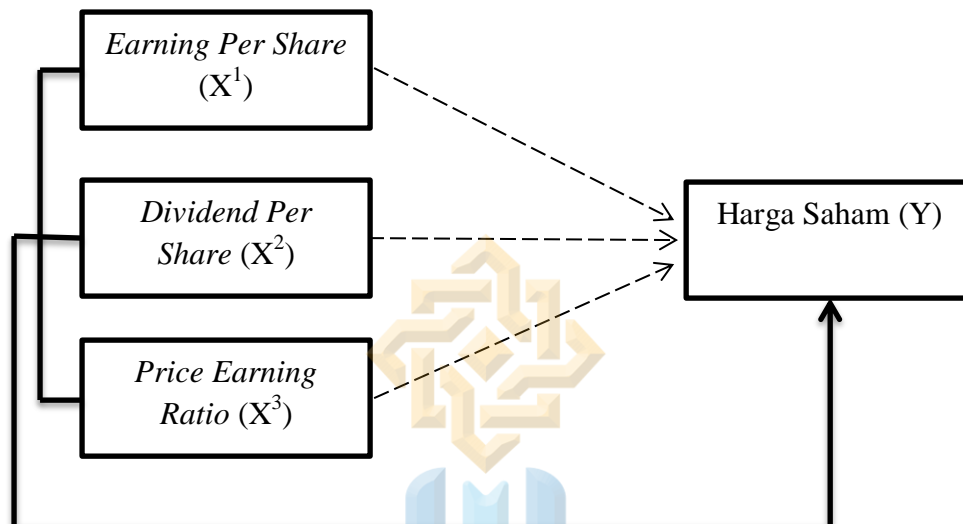 Earning Per Share
(X¹)
Dividend Per
Share (X²)
Harga Saham (Y)
Price Earning
Ratio (X³)